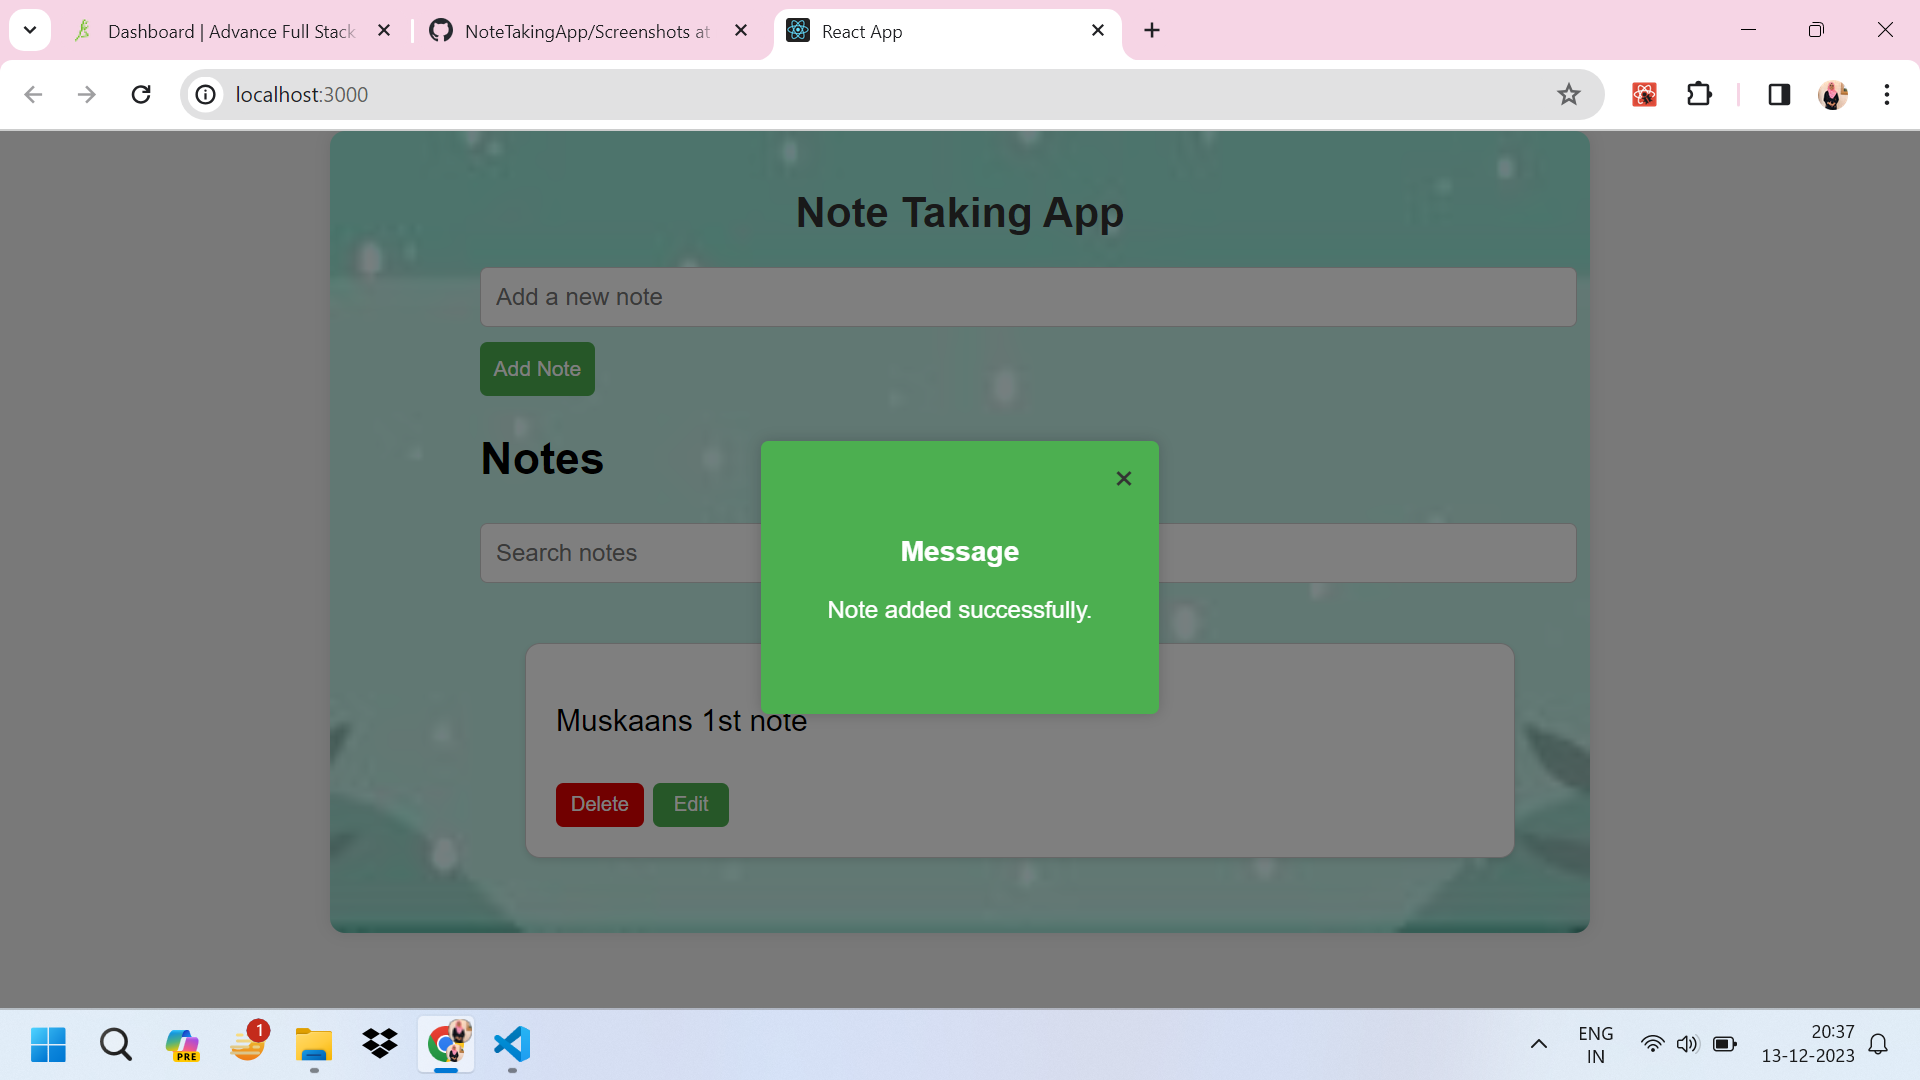 Dashboard | Advance Full Stack
NoteTakingApp/Screenshots at
React App
localhost:3000
Note Taking App
Add a new note
Add Note
Notes
Search notes
Message
Note added successfully.
Muskaans 1st note
Delete
Edit
PRE
1
ENG
IN
20:37
13-12-2023